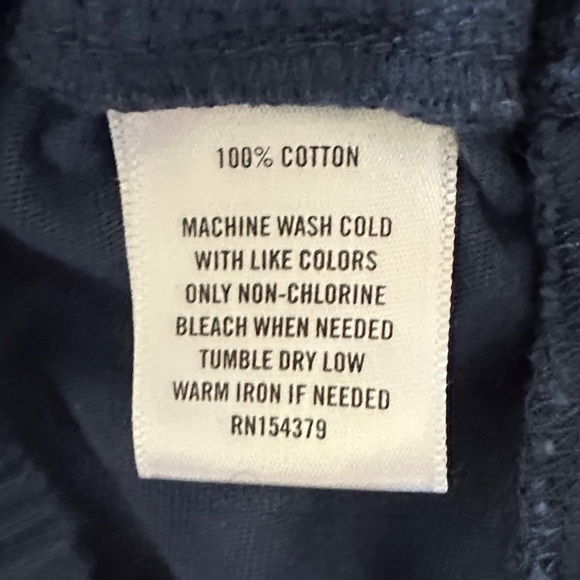 100% COTTON
MACHINE WASH COLD
WITH LIKE COLORS
ONLY NON-CHLORINE
BLEACH WHEN NEEDED
TUMBLE DRY LOW
WARM IRON IF NEEDED
RN154379